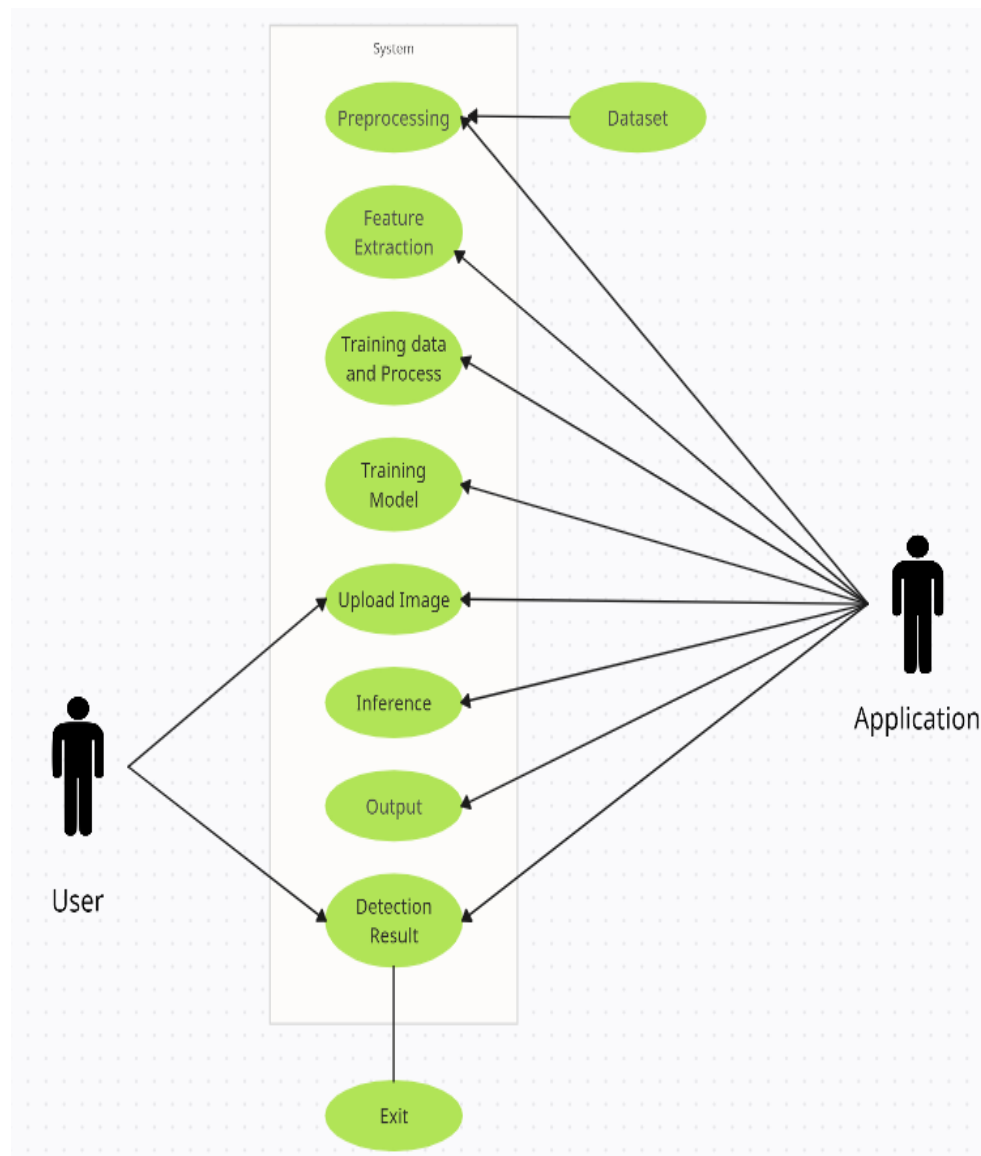 System
Preprocessing
Dataset
Feature
Extraction
Training data
and Process
Training
Model
Upload Image
Inference
Application
Output
User
Detection
Result
Exit